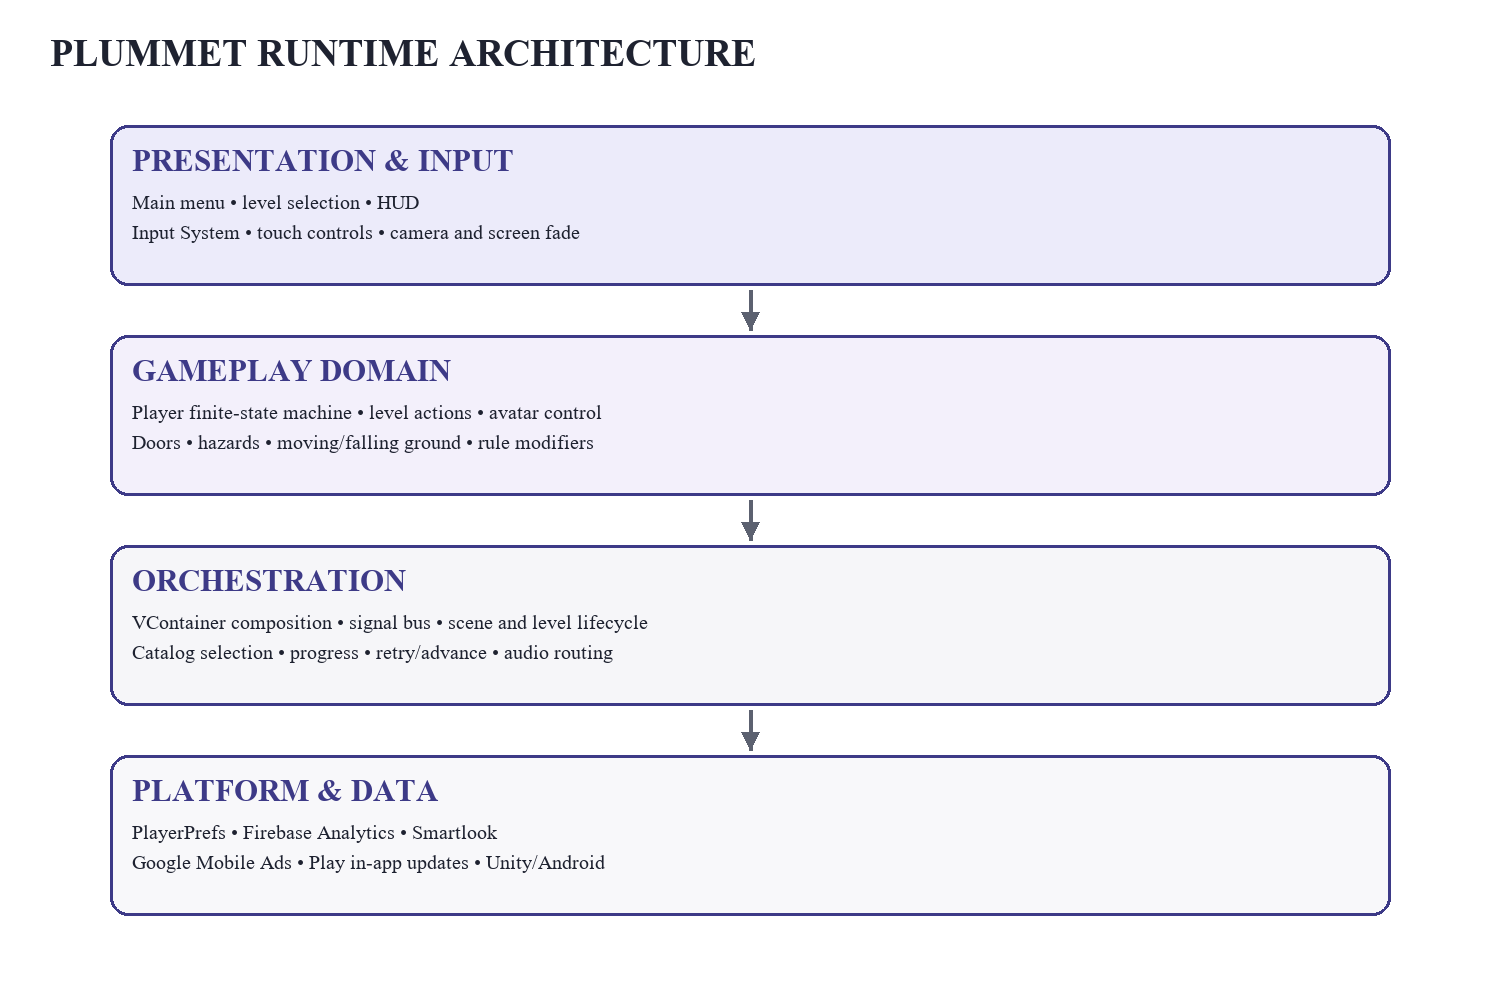 PLUMMET RUNTIME ARCHITECTURE
PRESENTATION & INPUT
Main menu • level selection • HUD
Input System • touch controls • camera and screen fade
GAMEPLAY DOMAIN
Player finite-state machine • level actions • avatar control
Doors • hazards • moving/falling ground • rule modifiers
ORCHESTRATION
VContainer composition • signal bus • scene and level lifecycle
Catalog selection • progress • retry/advance • audio routing
PLATFORM & DATA
PlayerPrefs • Firebase Analytics • Smartlook
Google Mobile Ads • Play in-app updates • Unity/Android